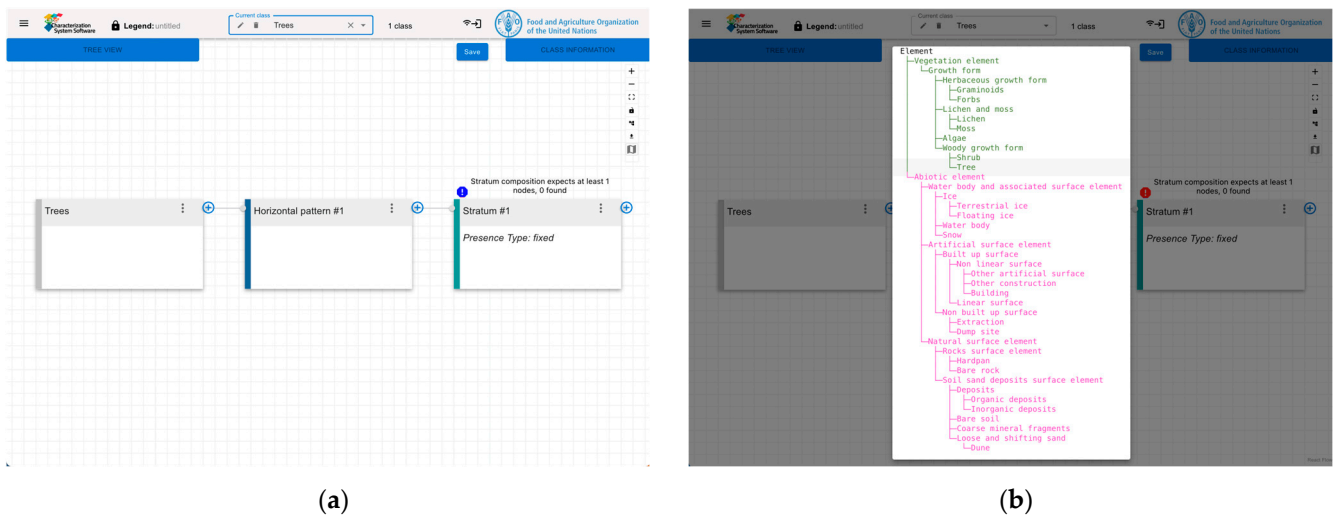 Characterization
System Software
Legend: untitled
Current class
Trees
1 class
FAO
Food and Agriculture Organization
of the United Nations
TREE VIEW
Save
CLASS INFORMATION
Stratum composition expects at least 1
nodes, 0 found
Trees
Horizontal pattern #1
Stratum #1
Presence Type: fixed
(a)
Characterization
System Software
Legend: untitled
Current class
Trees
1 class
FAO
Food and Agriculture Organization
of the United Nations
TREE VIEW
Save
CLASS INFORMATION
Element
Vegetation element
Growth form
Herbaceous growth form
Graminoids
Forbs
Lichen and moss
Lichen
Moss
Algae
Woody growth form
Shrub
Tree
Abiotic element
Water body and associated surface element
Ice
Terrestrial ice
Floating ice
Water body
Snow
Artificial surface element
Built up surface
Non linear surface
Other artificial surface
Other construction
Building
Linear surface
Non built up surface
Extraction
Dump site
Natural surface element
Rocks surface element
Hardpan
Bare rock
Soil sand deposits surface element
Deposits
Organic deposits
Inorganic deposits
Bare soil
Coarse mineral fragments
Loose and shifting sand
Dune
Stratum composition expects at least 1
nodes, 0 found
Trees
Stratum #1
Presence Type: fixed
React Flow
(b)